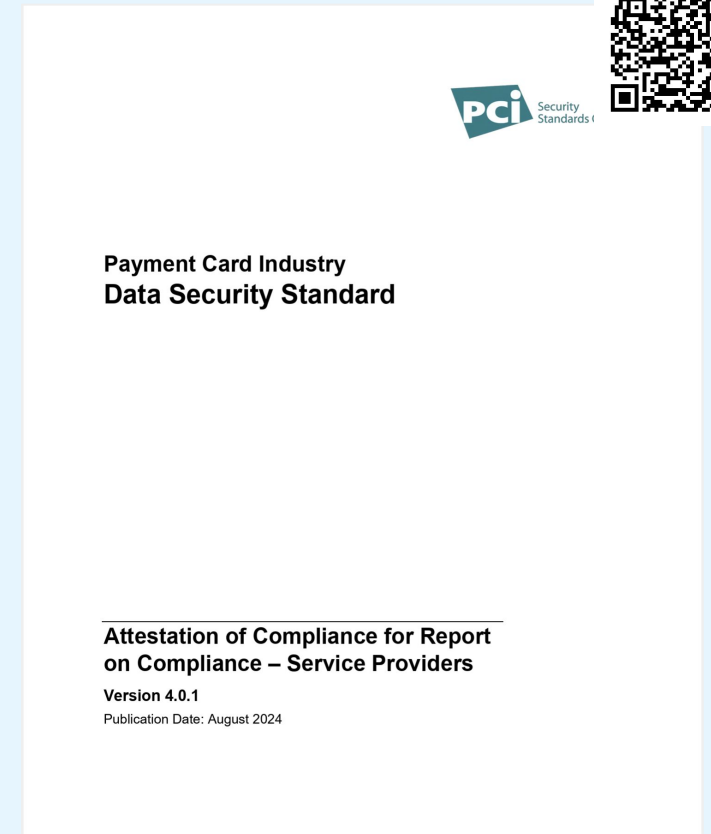 PCi Security
Standards
Payment Card Industry
Data Security Standard
Attestation of Compliance for Report
on Compliance – Service Providers
Version 4.0.1
Publication Date: August 2024